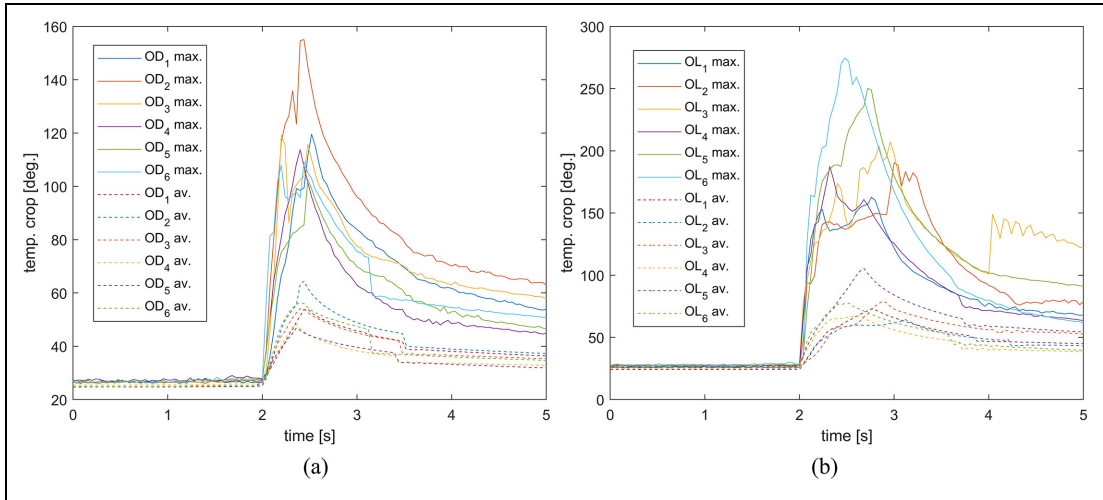 160
140
120
100
80
60
40
20
temp. crop [deg.]
OD1 max.
OD2 max.
OD3 max.
OD4 max.
OD5 max.
OD6 max.
OD1 av.
OD2 av.
OD3 av.
OD4 av.
OD5 av.
OD6 av.
0 1 2 3 4 5
time [s]
(a)
300
250
200
150
100
50
0
temp. crop [deg.]
OL1 max.
OL2 max.
OL3 max.
OL4 max.
OL5 max.
OL6 max.
OL1 av.
OL2 av.
OL3 av.
OL4 av.
OL5 av.
OL6 av.
0 1 2 3 4 5
time [s]
(b)